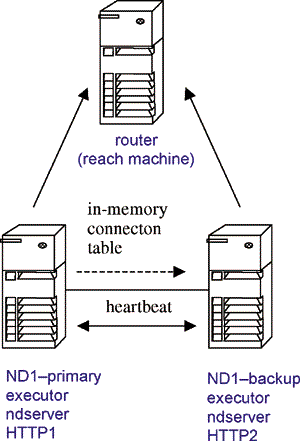 router
(reach machine)
in-memory
connecton
table
heartbeat
ND1–primary
executor
ndserver
HTTP1
ND1–backup
executor
ndserver
HTTP2